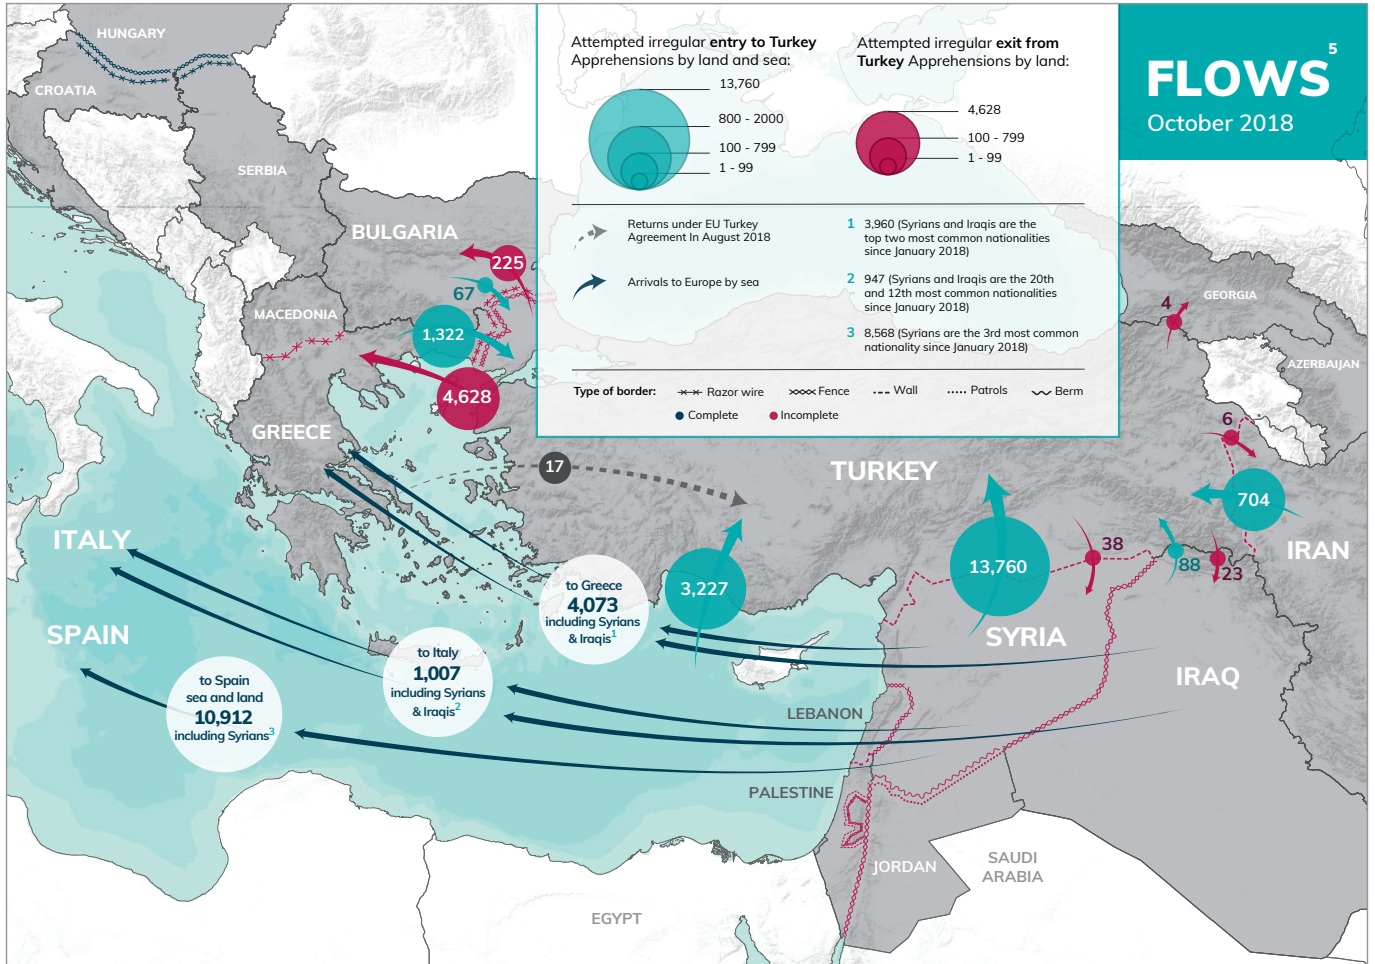 FLOWS
5
October 2018
Attempted irregular entry to Turkey
Apprehensions by land and sea:
13,760
800 - 2000
100 - 799
1 - 99
Attempted irregular exit from
Turkey Apprehensions by land:
4,628
100 - 799
1 - 99
Returns under EU Turkey
Agreement In August 2018
Arrivals to Europe by sea
1 3,960 (Syrians and Iraqis are the
top two most common nationalities
since January 2018)
2 947 (Syrians and Iraqis are the 20th
and 12th most common nationalities
since January 2018)
3 8,568 (Syrians are the 3rd most common
nationality since January 2018)
Type of border:
Razor wire
Fence
Wall
Patrols
Berm
Complete
Incomplete
HUNGARY
CROATIA
SERBIA
BULGARIA
225
67
MACEDONIA
1,322
4,628
GREECE
GEORGIA
4
AZERBAIJAN
6
TURKEY
17
704
IRAN
ITALY
38
88
23
13,760
3,227
to Greece
4,073
including Syrians
& Iraqis1
SPAIN
SYRIA
to Italy
1,007
including Syrians
& Iraqis2
IRAQ
to Spain
sea and land
10,912
including Syrians3
LEBANON
PALESTINE
JORDAN
SAUDI
ARABIA
EGYPT